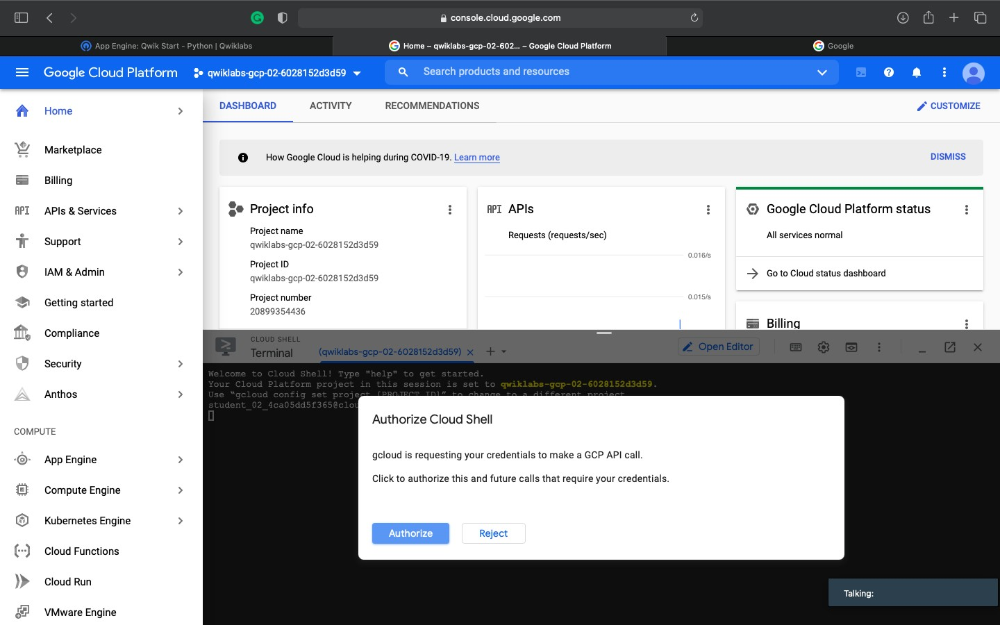 console.cloud.google.com
App Engine: Qwik Start - Python | Qwiklabs
Home – qwiklabs-gcp-02-602... – Google Cloud Platform
Google
Google Cloud Platform
qwiklabs-gcp-02-6028152d3d59
Search products and resources
Home
Marketplace
Billing
API APIs & Services
Support
IAM & Admin
Getting started
Compliance
Security
Anthos
COMPUTE
App Engine
Compute Engine
Kubernetes Engine
Cloud Functions
Cloud Run
VMware Engine
DASHBOARD
ACTIVITY
RECOMMENDATIONS
CUSTOMIZE
How Google Cloud is helping during COVID-19. Learn more
DISMISS
Project info
Project name
qwiklabs-gcp-02-6028152d3d59
Project ID
qwiklabs-gcp-02-6028152d3d59
Project number
20899354436
API APIs
Requests (requests/sec)
0.016/s
0.015/s
Google Cloud Platform status
All services normal
Go to Cloud status dashboard
Billing
CLOUD SHELL
Terminal
(qwiklabs-gcp-02-6028152d3d59)
Open Editor
Welcome to Cloud Shell! Type "help" to get started.
Your Cloud Platform project in this session is set to qwiklabs-gcp-02-6028152d3d59.
Use “gcloud config set project [PROJECT_ID]” to change to a different project
student_02_4ca05dd5f365@clou
Authorize Cloud Shell
gcloud is requesting your credentials to make a GCP API call.
Click to authorize this and future calls that require your credentials.
Authorize
Reject
Talking: